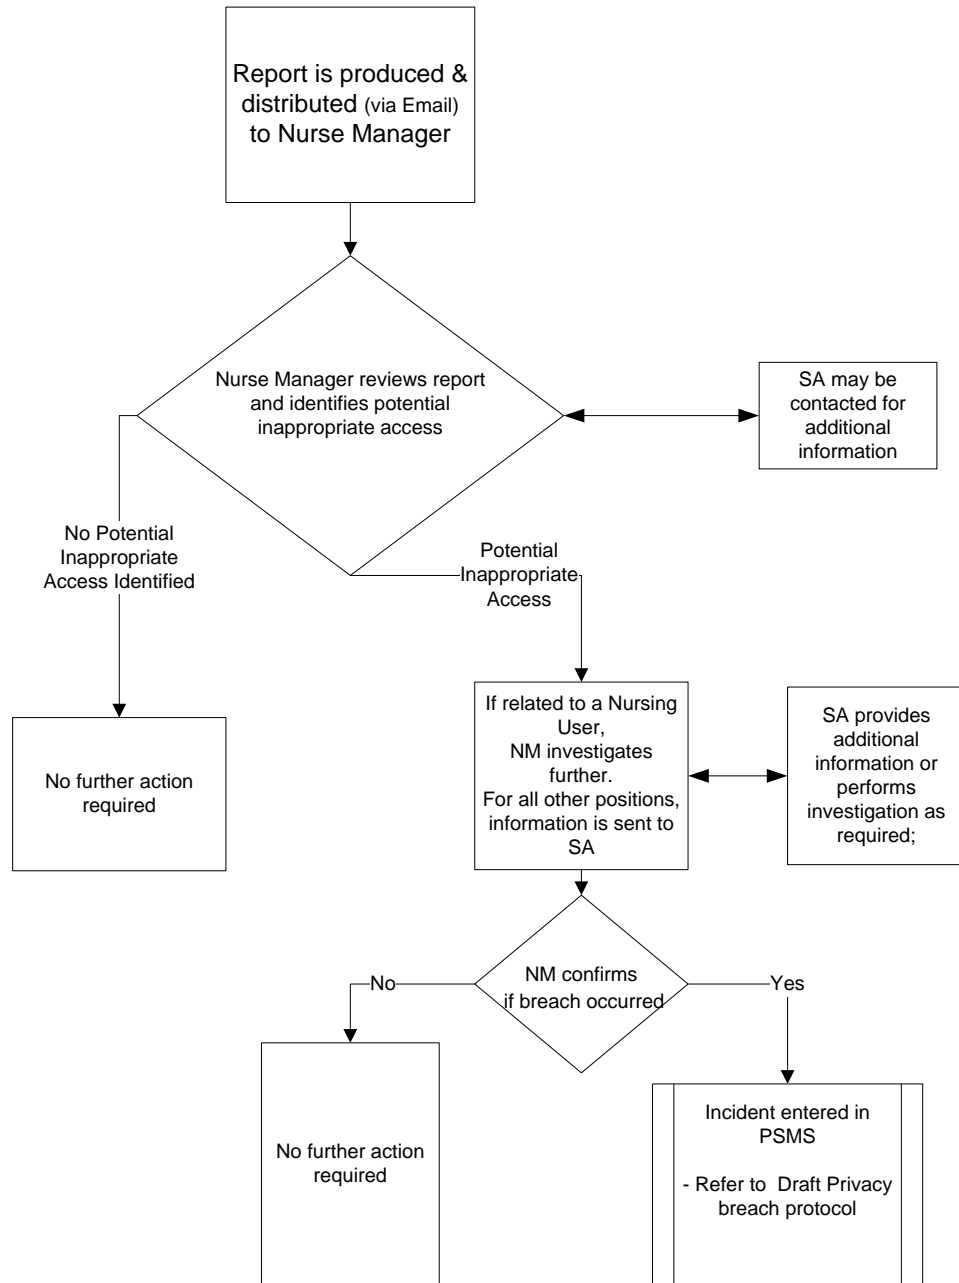 Report is produced &
distributed (via Email)
to Nurse Manager
Nurse Manager reviews report
and identifies potential
inappropriate access
SA may be
contacted for
additional
information
No Potential
Inappropriate
Access Identified
Potential
Inappropriate
Access
If related to a Nursing
User,
NM investigates
further.
For all other positions,
information is sent to
SA
SA provides
additional
information or
performs
investigation as
required;
No further action
required
NM confirms
if breach occurred
No
Yes
No further action
required
Incident entered in
PSMS
- Refer to  Draft Privacy
breach protocol